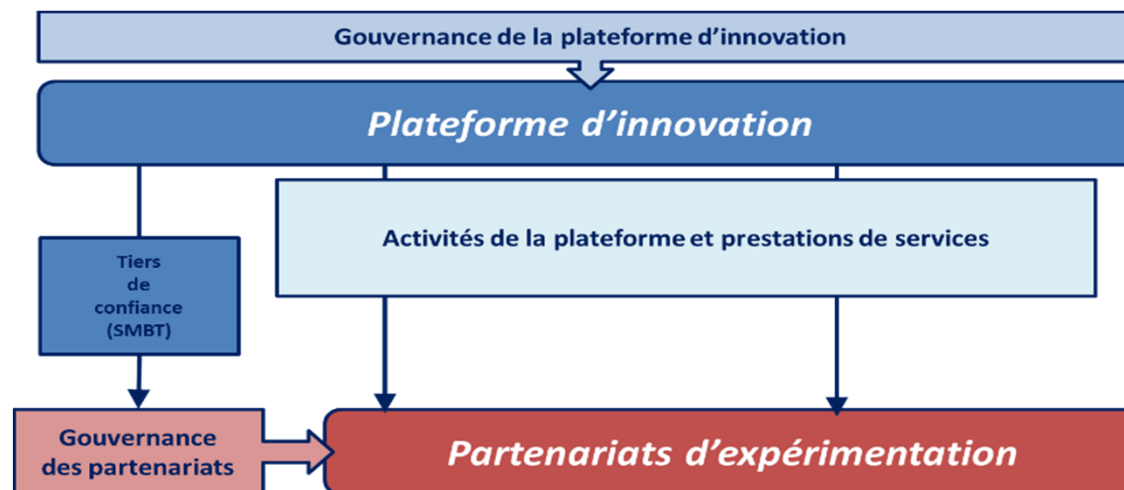 Gouvernance de la plateforme d’innovation
Plateforme d’innovation
Activités de la plateforme et prestations de services
Tiers
de
confiance
(SMBT)
Gouvernance
des partenariats
Partenariats d’expérimentation